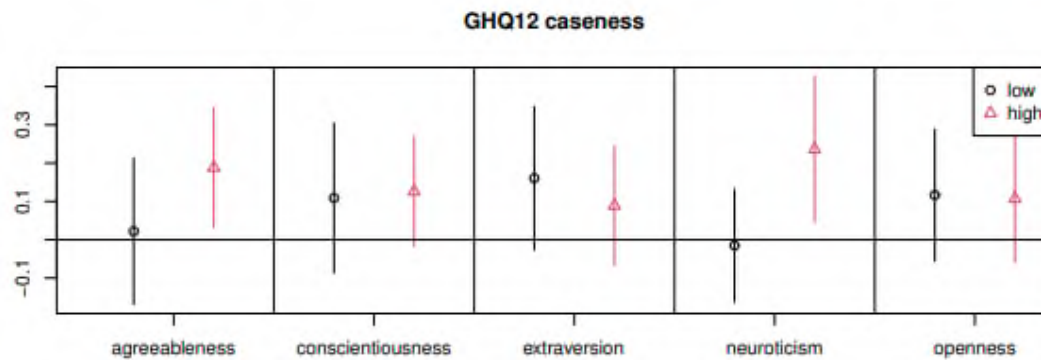 GHQ12 caseness
low
high
0.3
0.1
−0.1
agreeableness conscientiousness extraversion neuroticism openness